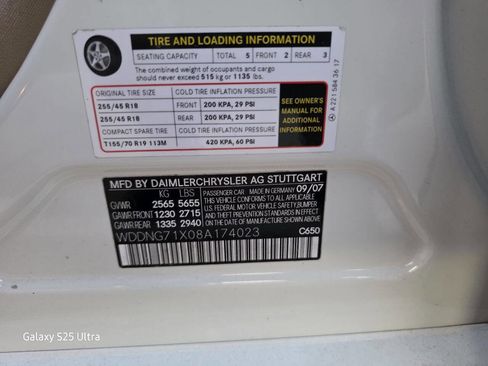 TIRE AND LOADING INFORMATION
SEATING CAPACITY TOTAL 5 FRONT 2 REAR 3
The combined weight of occupants and cargo
should never exceed 515 kg or 1135 lbs.
ORIGINAL TIRE SIZE COLD TIRE INFLATION PRESSURE
255/45 R18 FRONT 200 KPA, 29 PSI
255/45 R18 REAR 200 KPA, 29 PSI
COMPACT SPARE TIRE COLD TIRE INFLATION PRESSURE
T155/70 R19 113M 420 KPA, 60 PSI
SEE OWNER'S
MANUAL FOR
ADDITIONAL
INFORMATION
A 221 584 36 17
MFD BY DAIMLERCHRYSLER AG STUTTGART
KG LBS MADE IN GERMANY 09/07
GVWR 2565 5655
GAWR FRONT 1230 2715
GAWR REAR 1335 2940
THIS VEHICLE CONFORMS TO ALL APPLICABLE
U.S. FEDERAL MOTOR VEHICLE SAFETY, BUMPER,
AND THEFT PREVENTION STANDARDS IN EFFECT
ON THE DATE OF MANUFACTURE SHOWN ABOVE.
WDDNG71X08A174023
C650
Galaxy S25 Ultra